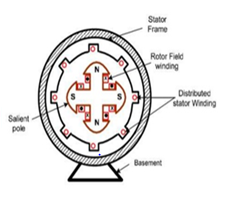 Stator
Frame
Rotor Field
winding
N
S
S
N
Salient
pole
Distributed
stator Winding
Basement